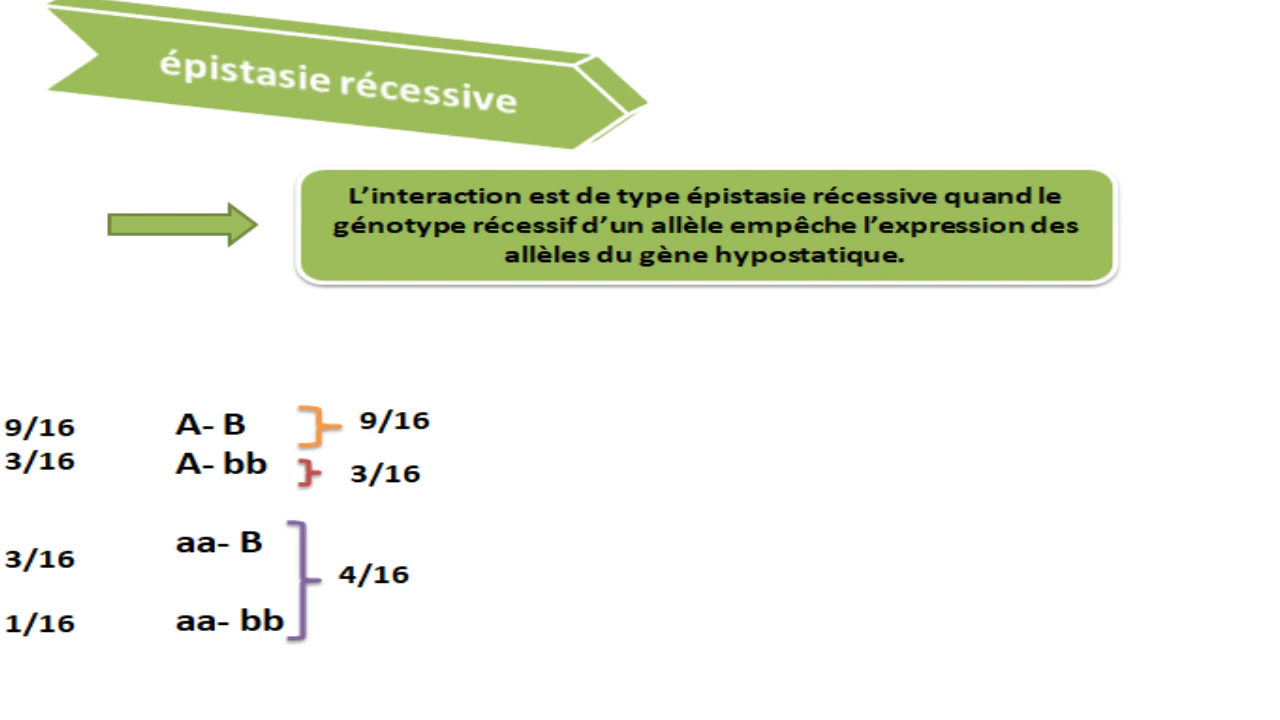 épistasie récessive
L'interaction est de type épistasie récessive quand le
génotype récessif d'un allèle empêche l'expression des
allèles du gène hypostatique.
9/16 A- B 9/16
3/16 A- bb 3/16
3/16 aa- B
4/16
1/16 aa- bb